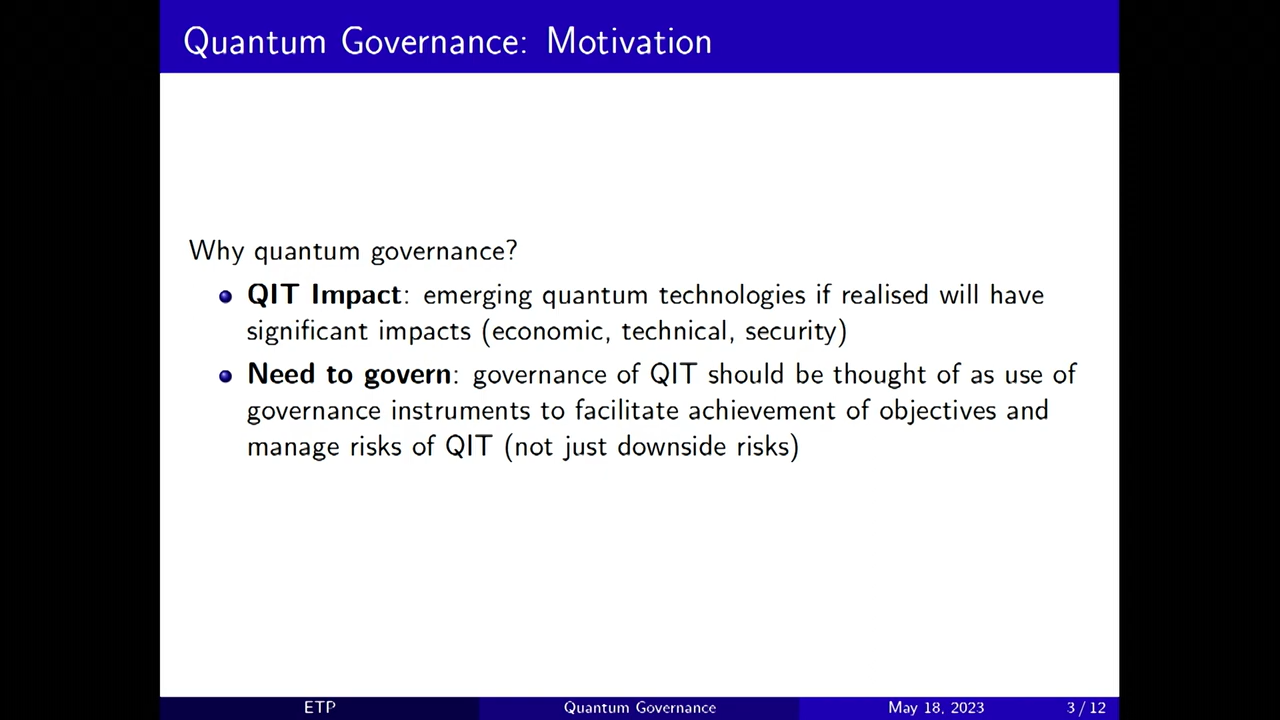 Quantum Governance: Motivation
Why quantum governance?
QIT Impact: emerging quantum technologies if realised will have
significant impacts (economic, technical, security)
Need to govern: governance of QIT should be thought of as use of
governance instruments to facilitate achievement of objectives and
manage risks of QIT (not just downside risks)
ETP Quantum Governance May 18, 2023 3 / 12